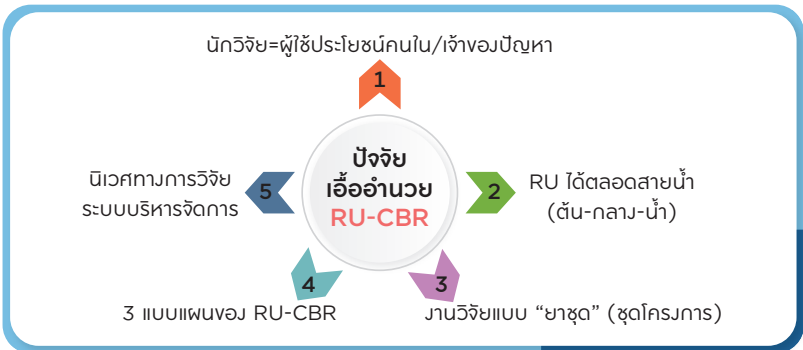 นักวิจัย=ผู้ใช้ประโยชน์คนใน/เจ้าของปัญหา
1
ปัจจัย
เอื้ออำนวย
RU-CBR
2
RU ได้ตลอดสายน้ำ
(ต้น-กลาง-น้ำ)
3
งานวิจัยแบบ “ยาชุด” (ชุดโครงการ)
4
3 แบบแผนของ RU-CBR
5
นิเวศทางการวิจัย
ระบบบริหารจัดการ